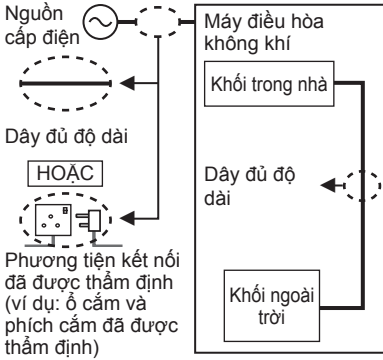 Nguồn
cấp điện
Máy điều hòa
không khí
Khối trong nhà
Dây đủ độ dài
HOẶC
Dây đủ độ
dài
Phương tiện kết nối
đã được thẩm định
(ví dụ: ổ cắm và
phích cắm đã được
thẩm định)
Khối ngoài
trời